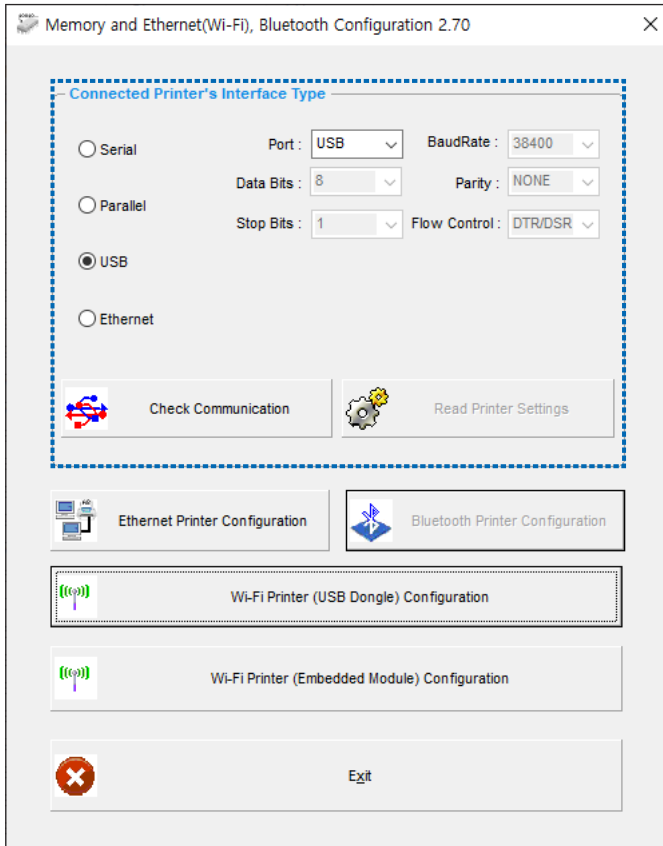 Memory and Ethernet(Wi-Fi), Bluetooth Configuration 2.70
Connected Printer's Interface Type
Serial
Parallel
USB
Ethernet
Port : USB
BaudRate : 38400
Data Bits : 8
Parity : NONE
Stop Bits : 1
Flow Control : DTR/DSR
Check Communication
Read Printer Settings
Ethernet Printer Configuration
Bluetooth Printer Configuration
Wi-Fi Printer (USB Dongle) Configuration
Wi-Fi Printer (Embedded Module) Configuration
Exit